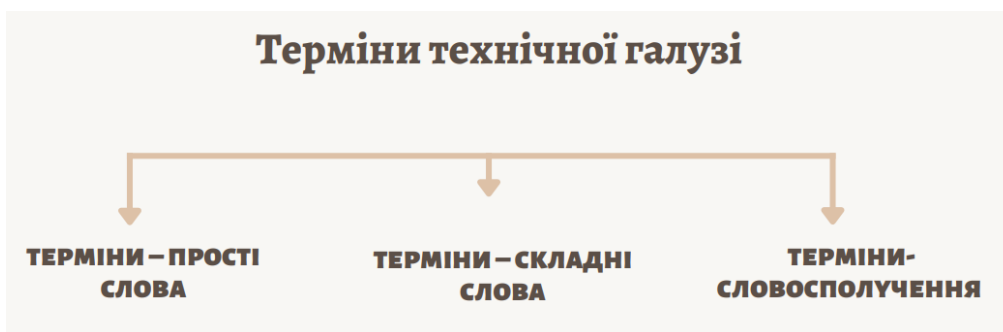 Терміни технічної галузі
ТЕРМІНИ – ПРОСТІ
СЛОВА
ТЕРМІНИ – СКЛАДНІ
СЛОВА
ТЕРМІНИ-
СЛОВОСПОЛУЧЕННЯ